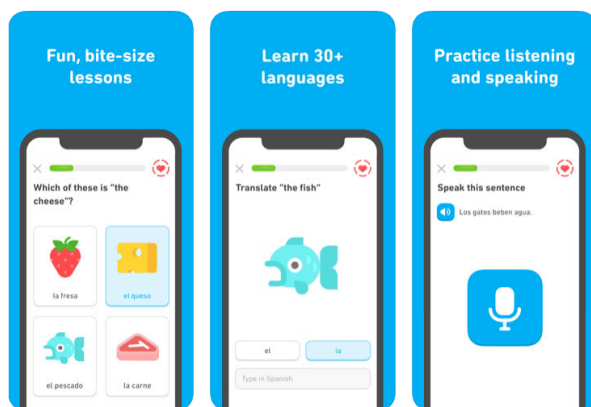 Fun, bite-size
lessons
Which of these is "the
cheese"?
la fresa
el queso
el pescado
la carne
Learn 30+
languages
Translate "the fish"
el
la
Type in Spanish
Practice listening
and speaking
Speak this sentence
Los gatos beben agua.